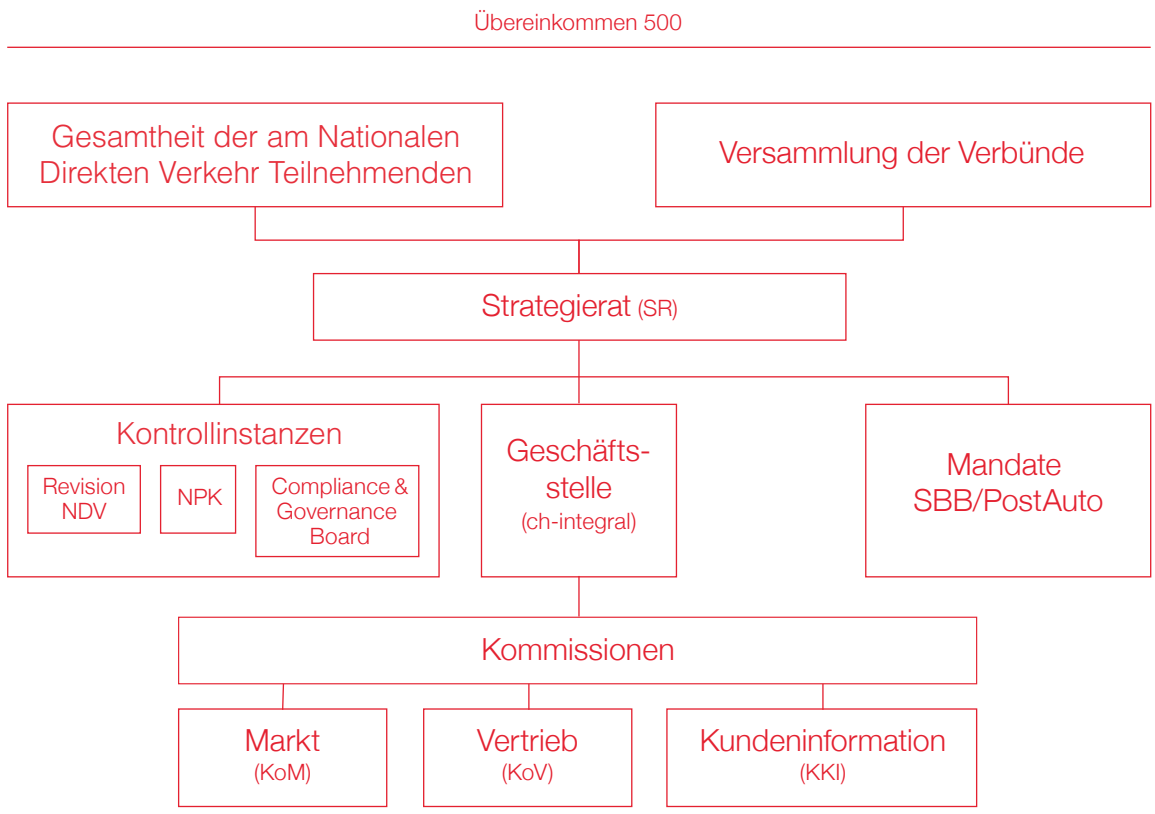 Übereinkommen 500
Gesamtheit der am Nationalen
Direkten Verkehr Teilnehmenden
Versammlung der Verbünde
Strategierat (SR)
Kontrollinstanzen
Revision
NDV
NPK
Compliance &
Governance
Board
Geschäfts-
stelle
(ch-integral)
Mandate
SBB/PostAuto
Kommissionen
Markt
(KoM)
Vertrieb
(KoV)
Kundeninformation
(KKI)